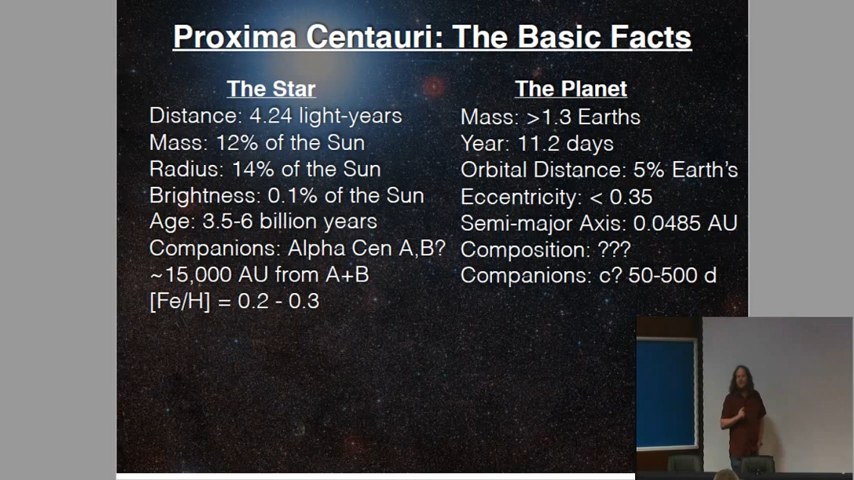 Proxima Centauri: The Basic Facts
The Star
Distance: 4.24 light-years
Mass: 12% of the Sun
Radius: 14% of the Sun
Brightness: 0.1% of the Sun
Age: 3.5-6 billion years
Companions: Alpha Cen A,B?
~15,000 AU from A+B
[Fe/H] = 0.2 - 0.3
The Planet
Mass: >1.3 Earths
Year: 11.2 days
Orbital Distance: 5% Earth's
Eccentricity: < 0.35
Semi-major Axis: 0.0485 AU
Composition: ???
Companions: c? 50-500 d